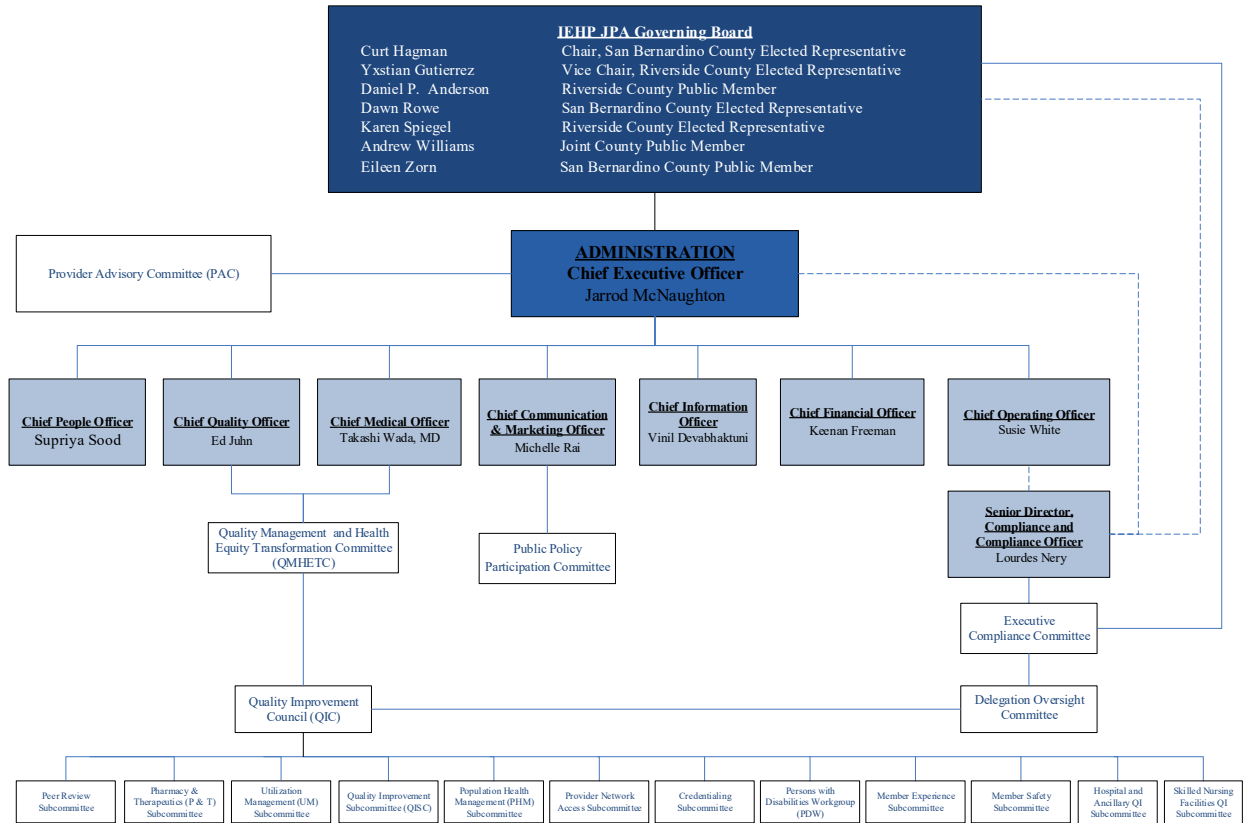 IEHP JPA Governing Board
Curt Hagman Chair, San Bernardino County Elected Representative
Yxstian Gutierrez Vice Chair, Riverside County Elected Representative
Daniel P. Anderson Riverside County Public Member
Dawn Rowe San Bernardino County Elected Representative
Karen Spiegel Riverside County Elected Representative
Andrew Williams Joint County Public Member
Eileen Zorn San Bernardino County Public Member
Provider Advisory Committee (PAC)
ADMINISTRATION
Chief Executive Officer
Jarrod McNaughton
Chief People Officer
Supriya Sood
Chief Quality Officer
Ed Juhn
Chief Medical Officer
Takashi Wada, MD
Chief Communication
& Marketing Officer
Michelle Rai
Chief Information
Officer
Vinil Devabhaktuni
Chief Financial Officer
Keenan Freeman
Chief Operating Officer
Susie White
Quality Management and Health
Equity Transformation Committee
(QMHETC)
Public Policy
Participation Committee
Senior Director,
Compliance and
Compliance Officer
Lourdes Nery
Executive
Compliance Committee
Quality Improvement
Council (QIC)
Delegation Oversight
Committee
Peer Review
Subcommittee
Pharmacy &
Therapeutics (P & T)
Subcommittee
Utilization
Management (UM)
Subcommittee
Quality Improvement
Subcommittee (QISC)
Population Health
Management (PHM)
Subcommittee
Provider Network
Access Subcommittee
Credentialing
Subcommittee
Persons with
Disabilities Workgroup
(PDW)
Member Experience
Subcommittee
Member Safety
Subcommittee
Hospital and
Ancillary QI
Subcommittee
Skilled Nursing
Facilities QI
Subcommittee